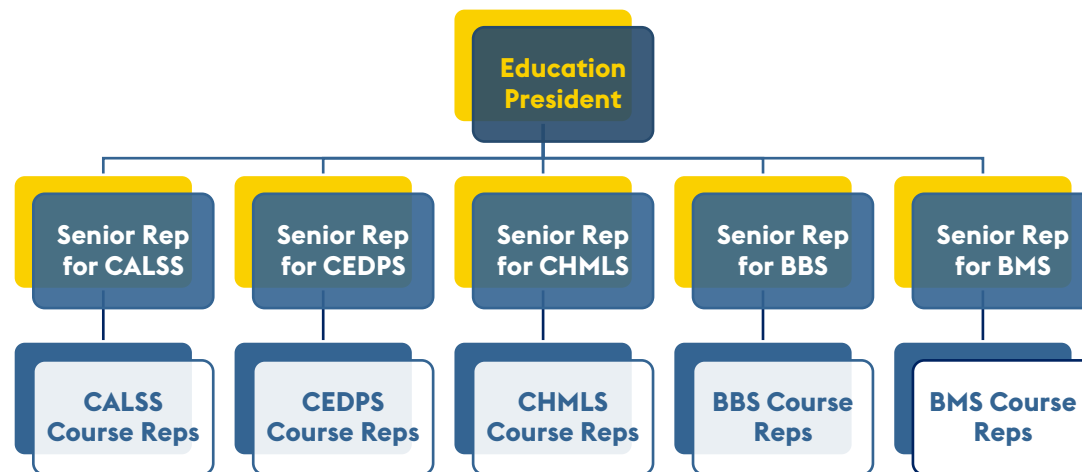 Education
President
Senior Rep
for CALSS
Senior Rep
for CEDPS
Senior Rep
for CHMLS
Senior Rep
for BBS
Senior Rep
for BMS
CALSS
Course Reps
CEDPS
Course Reps
CHMLS
Course Reps
BBS Course
Reps
BMS Course
Reps